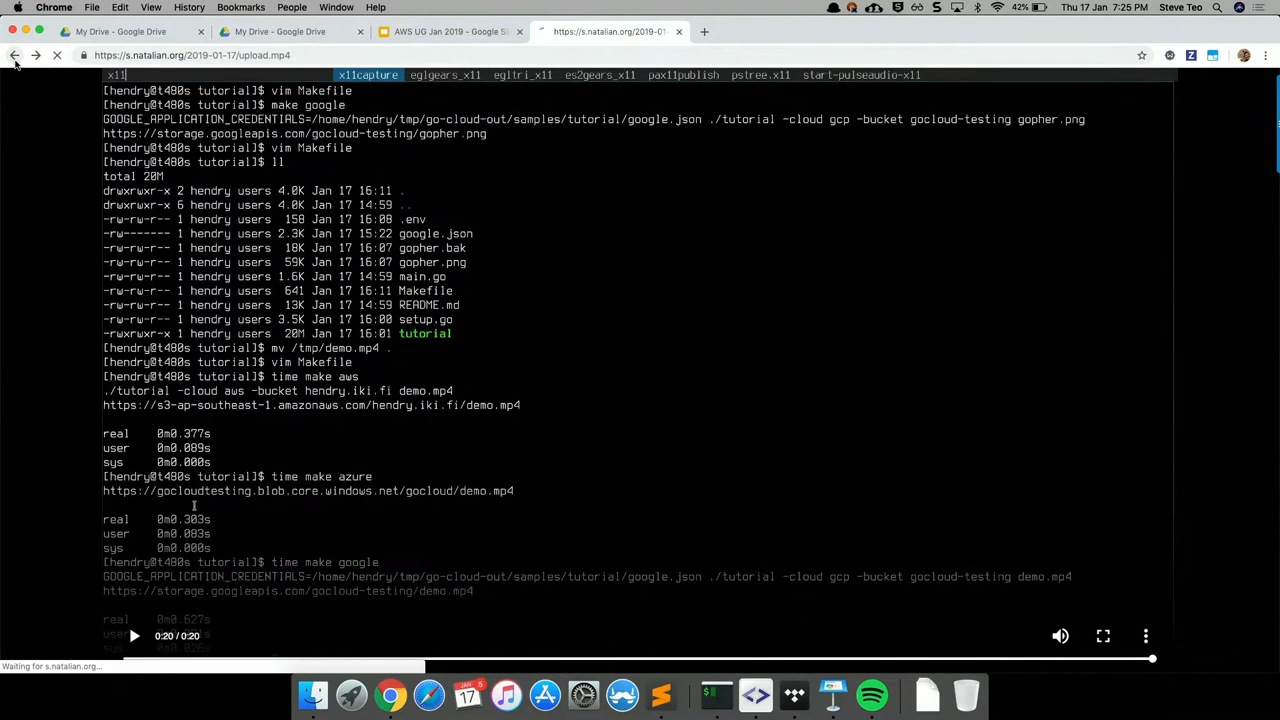 Chrome File Edit View History Bookmarks People Window Help 42% Thu 17 Jan 7:25 PM Steve Teo
My Drive - Google Drive × My Drive - Google Drive × AWS UG Jan 2019 - Google Sli × https://s.natalian.org/2019-01- × +
https://s.natalian.org/2019-01-17/upload.mp4
x11 x11capture eglgears_x11 egltri_x11 es2gears_x11 pax11publish pstree.x11 start-pulseaudio-x11
[hendry@t480s tutorial]$ vim Makefile
[hendry@t480s tutorial]$ make google
GOOGLE_APPLICATION_CREDENTIALS=/home/hendry/tmp/go-cloud-out/samples/tutorial/google.json ./tutorial -cloud gcp -bucket gocloud-testing gopher.png
https://storage.googleapis.com/gocloud-testing/gopher.png
[hendry@t480s tutorial]$ vim Makefile
[hendry@t480s tutorial]$ ll
total 20M
drwxrwxr-x 2 hendry users 4.0K Jan 17 16:11 .
drwxrwxr-x 6 hendry users 4.0K Jan 17 14:59 ..
-rw-rw-r-- 1 hendry users 158 Jan 17 16:08 .env
-rw------- 1 hendry users 2.3K Jan 17 15:22 google.json
-rw-rw-r-- 1 hendry users 18K Jan 17 16:07 gopher.bak
-rw-rw-r-- 1 hendry users 59K Jan 17 16:07 gopher.png
-rw-rw-r-- 1 hendry users 1.6K Jan 17 14:59 main.go
-rw-rw-r-- 1 hendry users 641 Jan 17 16:11 Makefile
-rw-rw-r-- 1 hendry users 13K Jan 17 14:59 README.md
-rw-rw-r-- 1 hendry users 3.5K Jan 17 16:00 setup.go
-rwxrwxr-x 1 hendry users 20M Jan 17 16:01 tutorial
[hendry@t480s tutorial]$ mv /tmp/demo.mp4 .
[hendry@t480s tutorial]$ vim Makefile
[hendry@t480s tutorial]$ time make aws
./tutorial -cloud aws -bucket hendry.iki.fi demo.mp4
https://s3-ap-southeast-1.amazonaws.com/hendry.iki.fi/demo.mp4
real 0m0.377s
user 0m0.089s
sys 0m0.000s
[hendry@t480s tutorial]$ time make azure
https://gocloudtesting.blob.core.windows.net/gocloud/demo.mp4
real 0m0.303s
user 0m0.083s
sys 0m0.000s
[hendry@t480s tutorial]$ time make google
GOOGLE_APPLICATION_CREDENTIALS=/home/hendry/tmp/go-cloud-out/samples/tutorial/google.json ./tutorial -cloud gcp -bucket gocloud-testing demo.mp4
https://storage.googleapis.com/gocloud-testing/demo.mp4
real 0m0.627s
user
0:20 / 0:20
sys
Waiting for s.natalian.org...
JAN
17
5